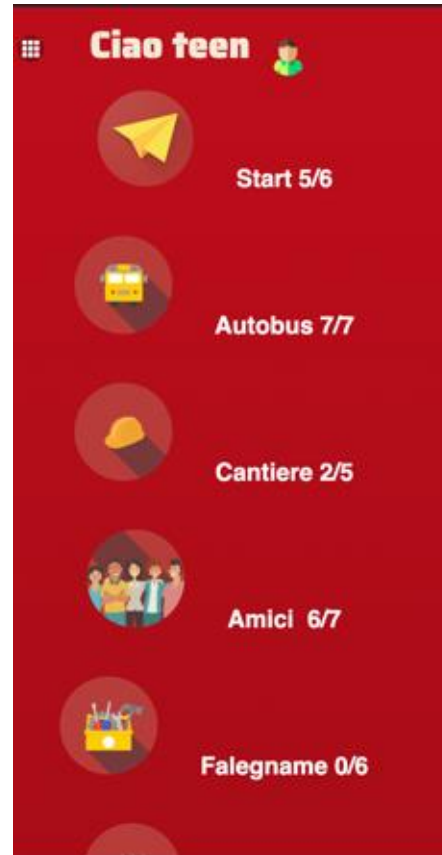 Ciao teen
Start 5/6
Autobus 7/7
Cantiere 2/5
Amici 6/7
Falegname 0/6